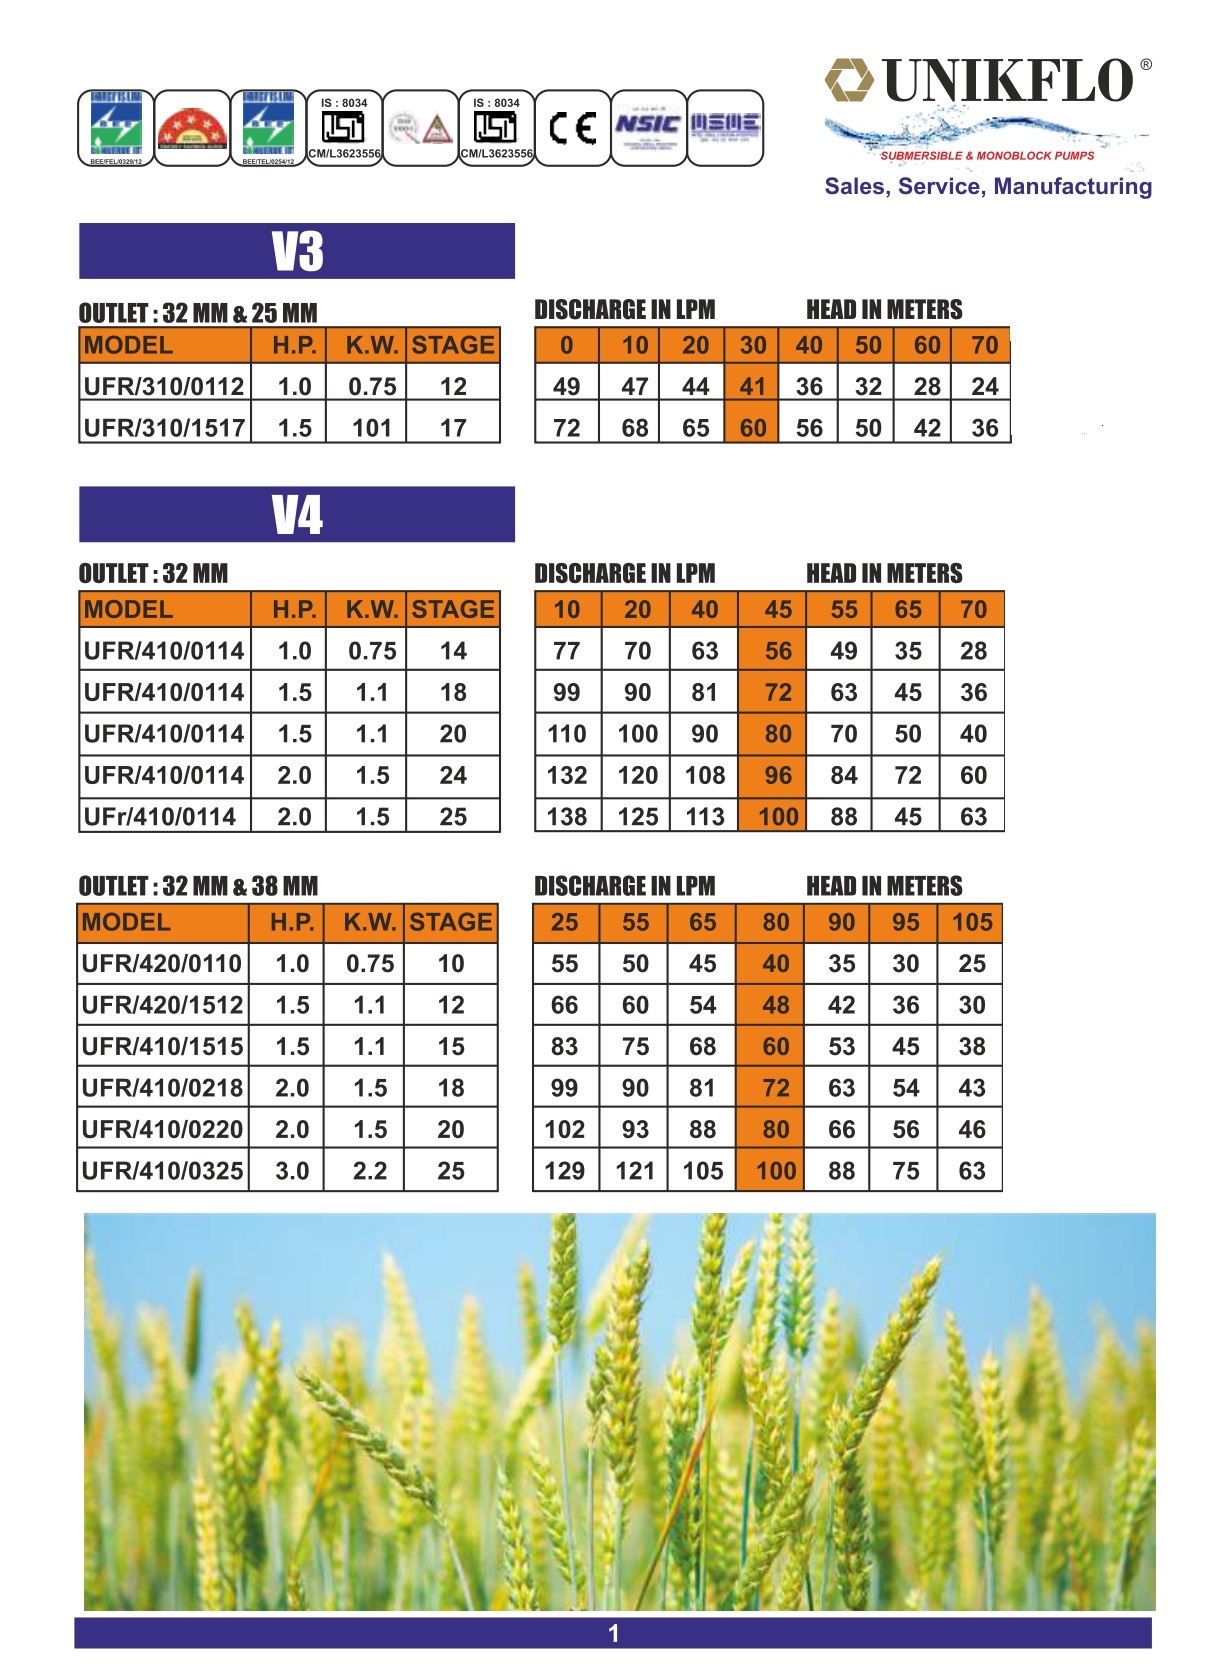 UNIKFLO ®
SUBMERSIBLE & MONOBLOCK PUMPS
Sales, Service, Manufacturing
BEE/FEL/0329/12
BEE/TEL/0254/12
IS : 8034
CM/L3623556
IS : 8034
CM/L3623556
CE
NSIC
MSME
V3
OUTLET : 32 MM & 25 MM DISCHARGE IN LPM HEAD IN METERS
MODEL H.P. K.W. STAGE 0 10 20 30 40 50 60 70
UFR/310/0112 1.0 0.75 12 49 47 44 41 36 32 28 24
UFR/310/1517 1.5 101 17 72 68 65 60 56 50 42 36
V4
OUTLET : 32 MM DISCHARGE IN LPM HEAD IN METERS
MODEL H.P. K.W. STAGE 10 20 40 45 55 65 70
UFR/410/0114 1.0 0.75 14 77 70 63 56 49 35 28
UFR/410/0114 1.5 1.1 18 99 90 81 72 63 45 36
UFR/410/0114 1.5 1.1 20 110 100 90 80 70 50 40
UFR/410/0114 2.0 1.5 24 132 120 108 96 84 72 60
UFr/410/0114 2.0 1.5 25 138 125 113 100 88 45 63
OUTLET : 32 MM & 38 MM DISCHARGE IN LPM HEAD IN METERS
MODEL H.P. K.W. STAGE 25 55 65 80 90 95 105
UFR/420/0110 1.0 0.75 10 55 50 45 40 35 30 25
UFR/420/1512 1.5 1.1 12 66 60 54 48 42 36 30
UFR/410/1515 1.5 1.1 15 83 75 68 60 53 45 38
UFR/410/0218 2.0 1.5 18 99 90 81 72 63 54 43
UFR/410/0220 2.0 1.5 20 102 93 88 80 66 56 46
UFR/410/0325 3.0 2.2 25 129 121 105 100 88 75 63
1